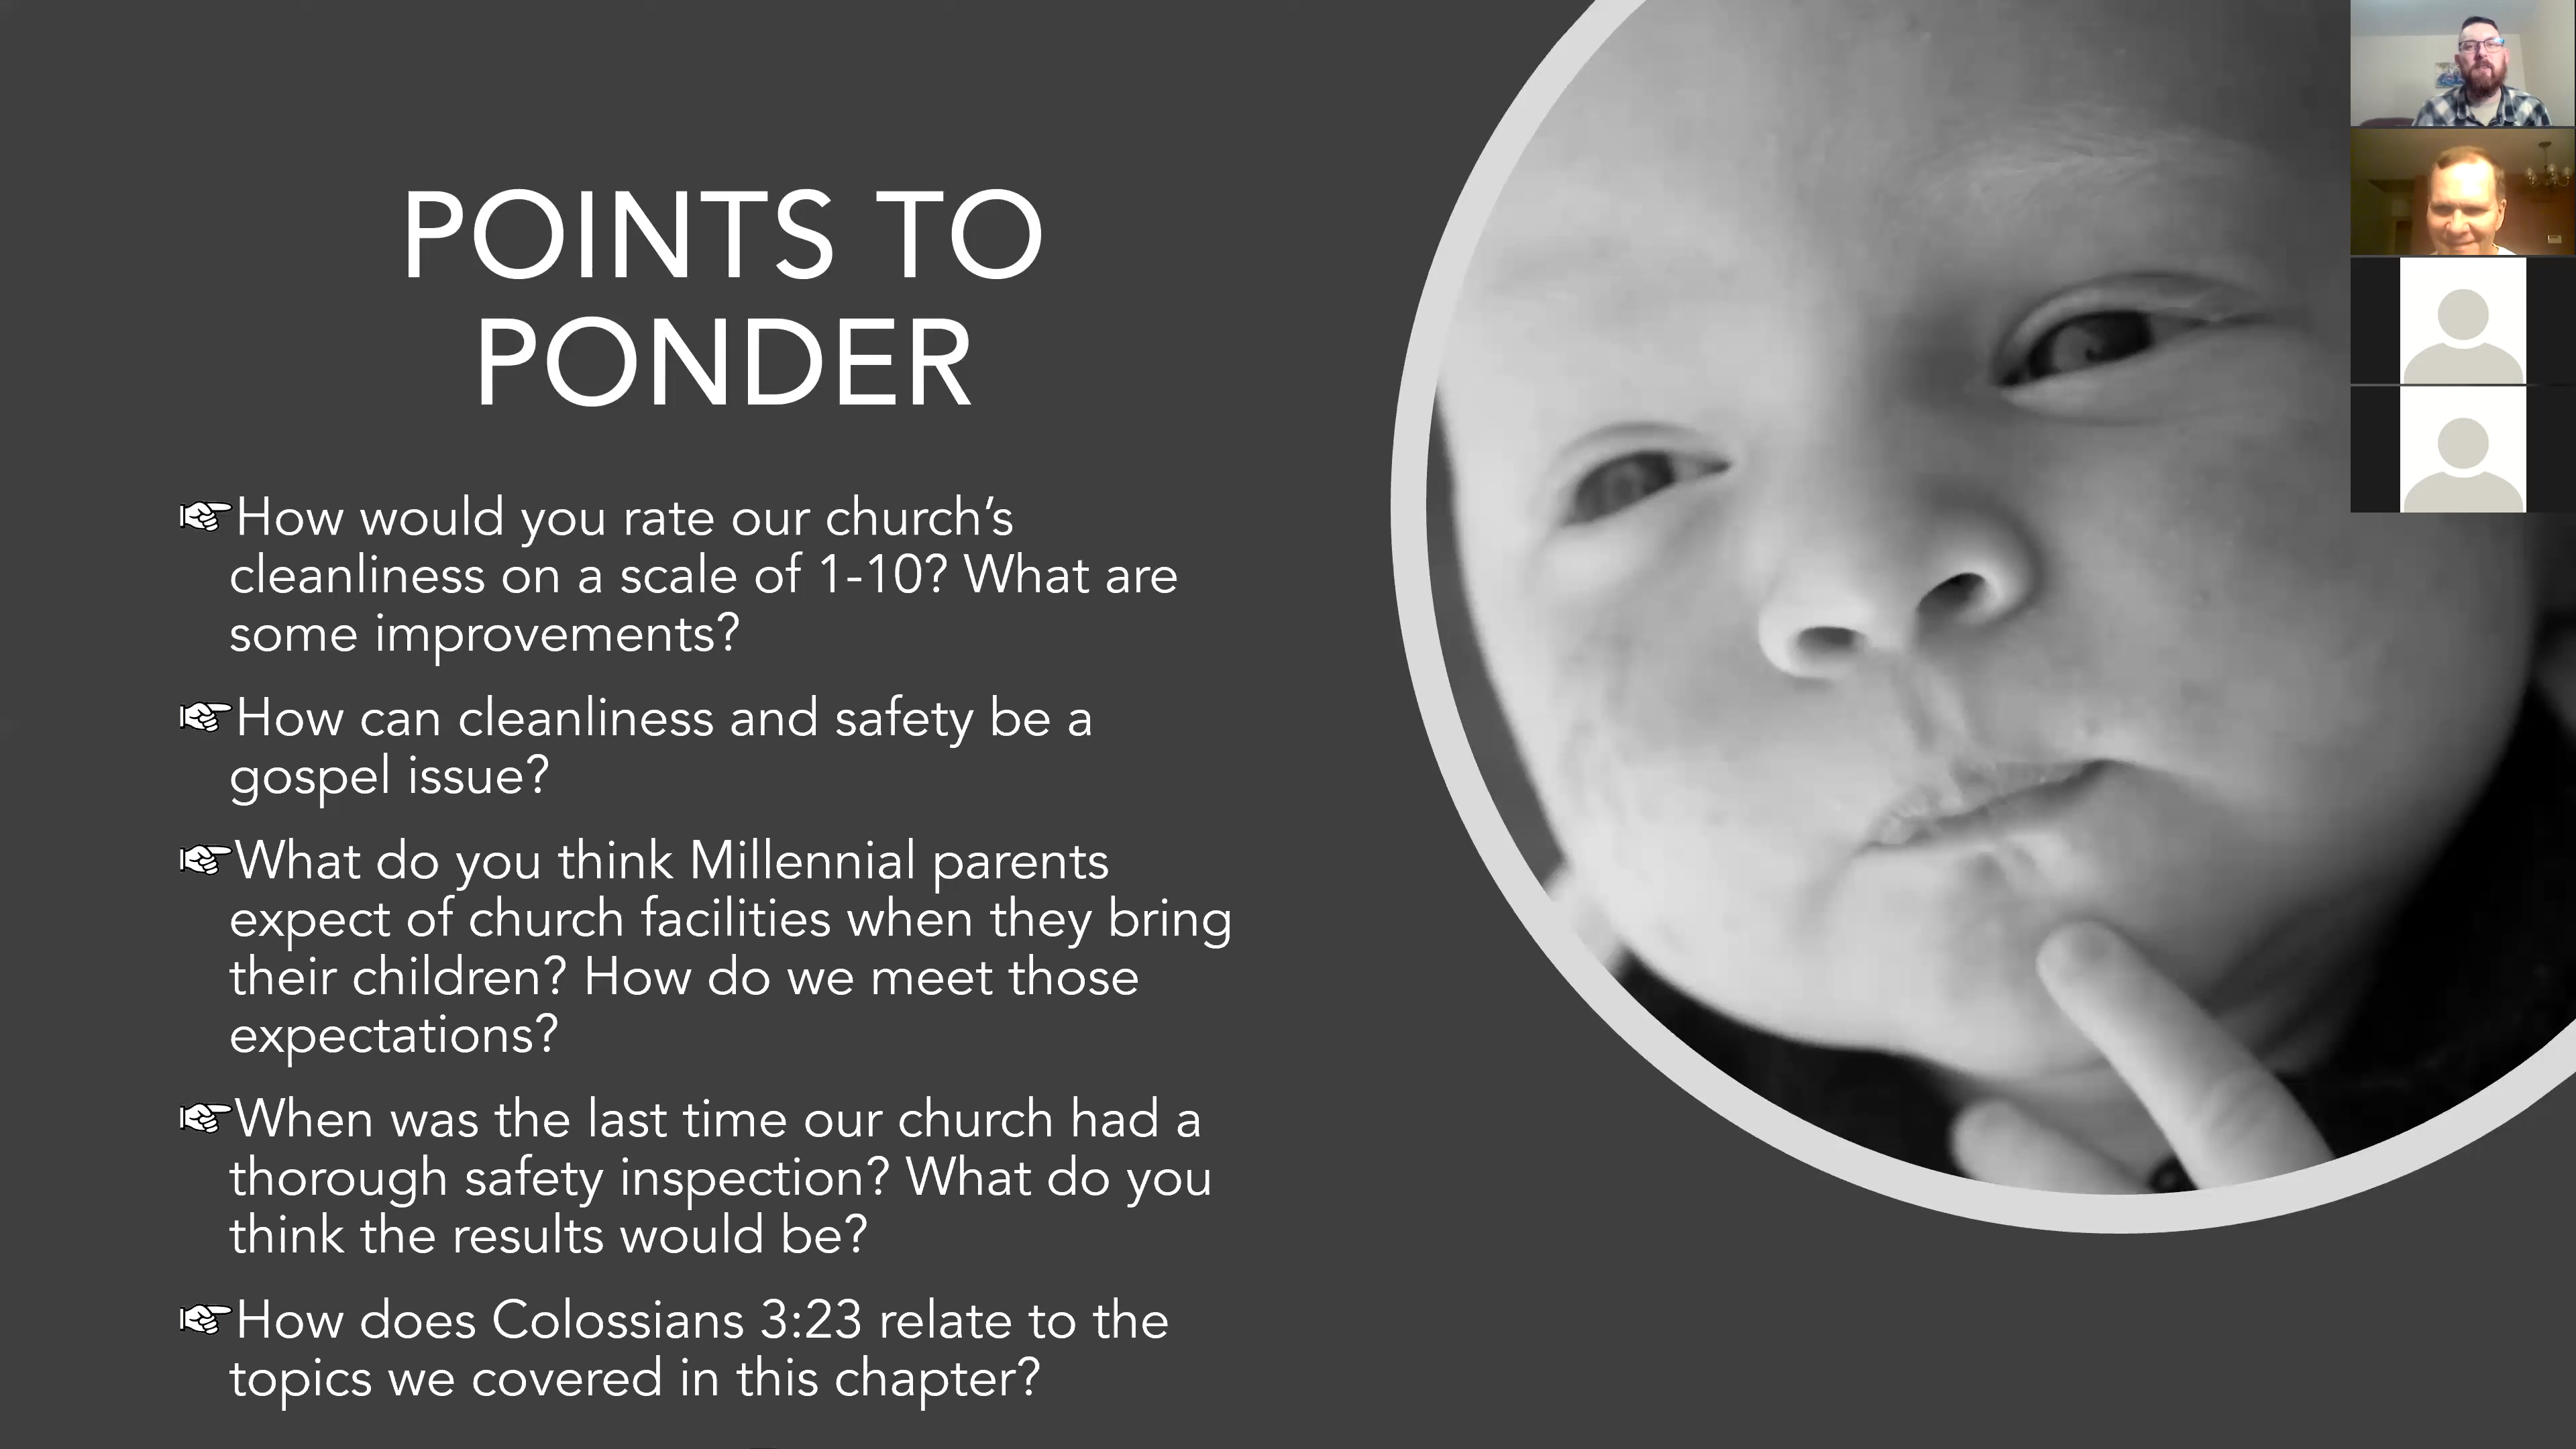 POINTS TO
PONDER
☞How would you rate our church’s
cleanliness on a scale of 1-10? What are
some improvements?
☞How can cleanliness and safety be a
gospel issue?
☞What do you think Millennial parents
expect of church facilities when they bring
their children? How do we meet those
expectations?
☞When was the last time our church had a
thorough safety inspection? What do you
think the results would be?
☞How does Colossians 3:23 relate to the
topics we covered in this chapter?